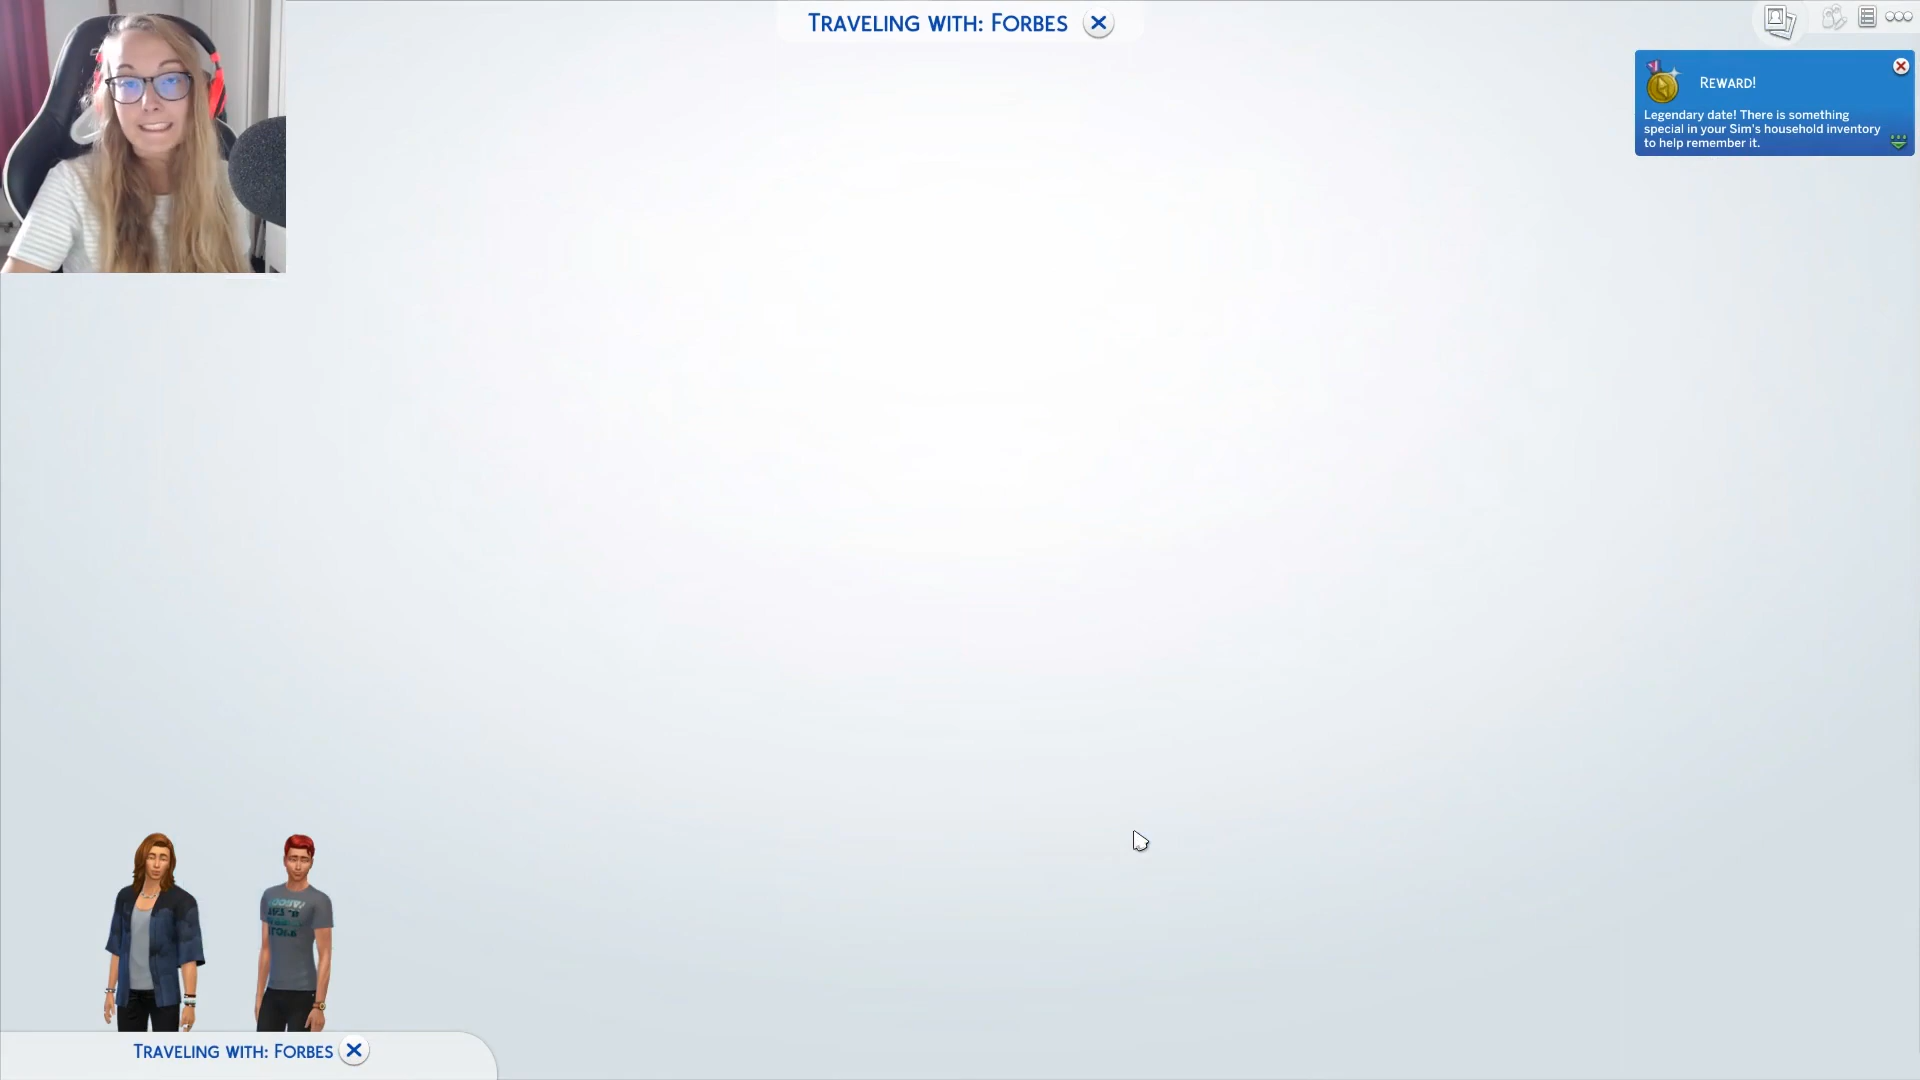 Traveling with: Forbes
Reward!
Legendary date! There is something
special in your Sim's household inventory
to help remember it.
Traveling with: Forbes